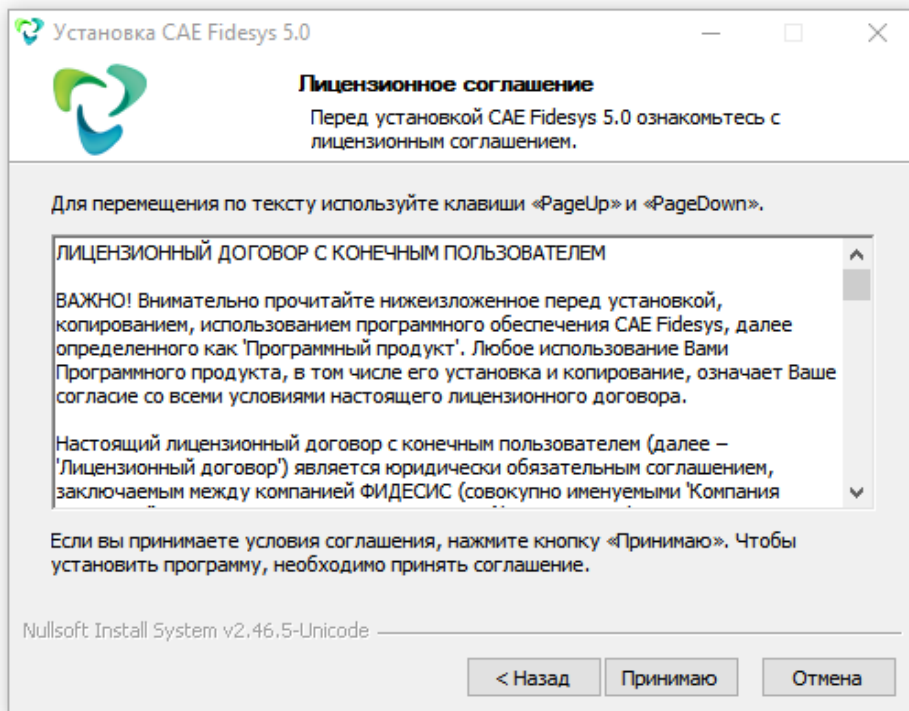 Установка CAE Fidesys 5.0
Лицензионное соглашение
Перед установкой CAE Fidesys 5.0 ознакомьтесь с
лицензионным соглашением.
Для перемещения по тексту используйте клавиши «PageUp» и «PageDown».
ЛИЦЕНЗИОННЫЙ ДОГОВОР С КОНЕЧНЫМ ПОЛЬЗОВАТЕЛЕМ
ВАЖНО! Внимательно прочитайте нижеизложенное перед установкой,
копированием, использованием программного обеспечения CAE Fidesys, далее
определенного как 'Программный продукт'. Любое использование Вами
Программного продукта, в том числе его установка и копирование, означает Ваше
согласие со всеми условиями настоящего лицензионного договора.
Настоящий лицензионный договор с конечным пользователем (далее –
'Лицензионный договор') является юридически обязательным соглашением,
заключаемым между компанией ФИДЕСИС (совокупно именуемыми 'Компания
Если вы принимаете условия соглашения, нажмите кнопку «Принимаю». Чтобы
установить программу, необходимо принять соглашение.
Nullsoft Install System v2.46.5-Unicode
< Назад
Принимаю
Отмена